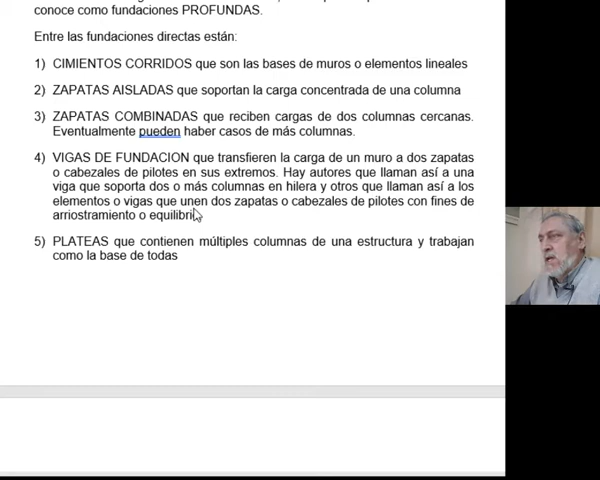 conoce como fundaciones PROFUNDAS.
Entre las fundaciones directas están:
1) CIMIENTOS CORRIDOS que son las bases de muros o elementos lineales
2) ZAPATAS AISLADAS que soportan la carga concentrada de una columna
3) ZAPATAS COMBINADAS que reciben cargas de dos columnas cercanas.
Eventualmente pueden haber casos de más columnas.
4) VIGAS DE FUNDACION que transfieren la carga de un muro a dos zapatas
o cabezales de pilotes en sus extremos. Hay autores que llaman así a una
viga que soporta dos o más columnas en hilera y otros que llaman así a los
elementos o vigas que unen dos zapatas o cabezales de pilotes con fines de
arriostramiento o equilibri
5) PLATEAS que contienen múltiples columnas de una estructura y trabajan
como la base de todas